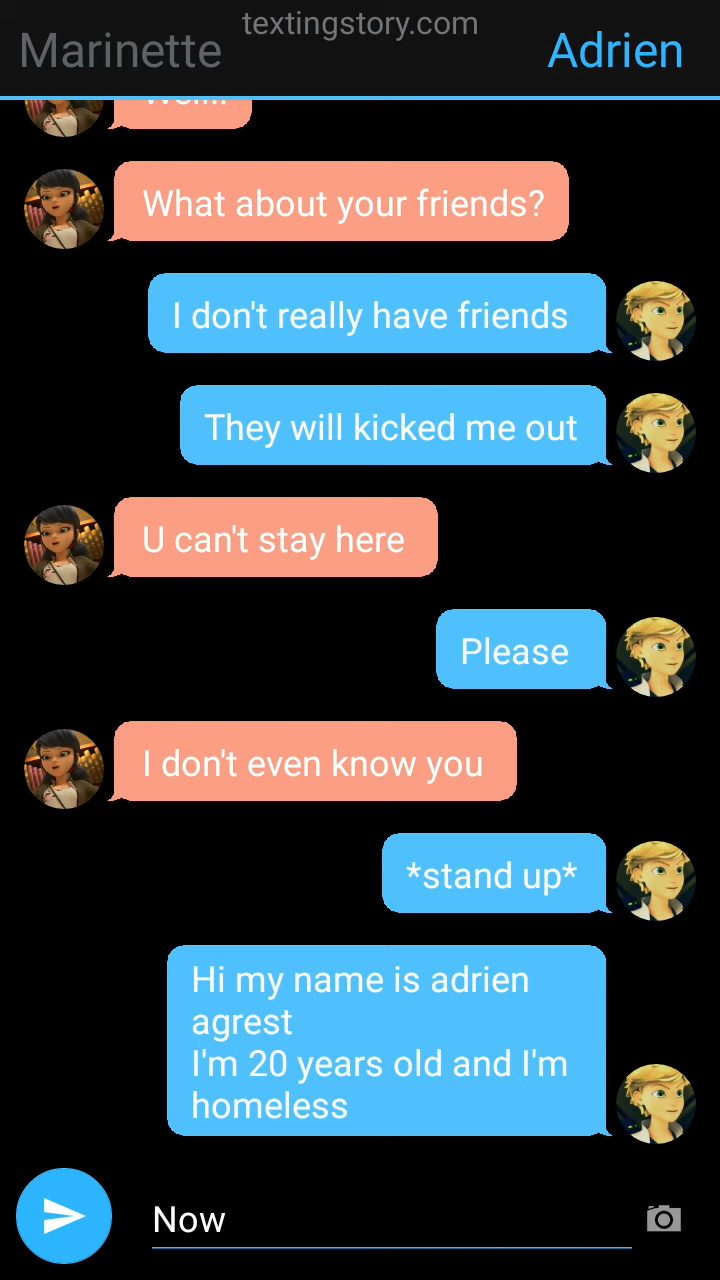 textingstory.com
Marinette
Adrien
Well..
What about your friends?
I don't really have friends
They will kicked me out
U can't stay here
Please
I don't even know you
*stand up*
Hi my name is adrien
agrest
I'm 20 years old and I'm
homeless
Now